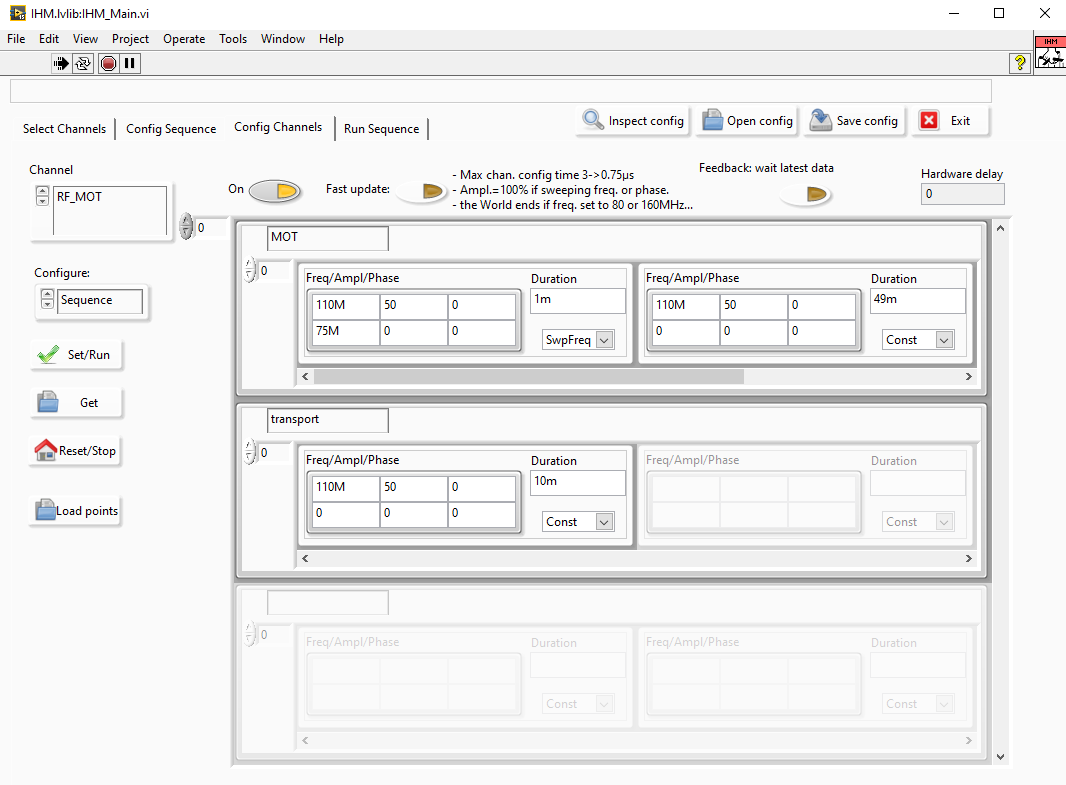 IHM.lvlib:IHM_Main.vi
File Edit View Project Operate Tools Window Help
IHM
?
Select Channels Config Sequence Config Channels Run Sequence
Inspect config Open config Save config Exit
Channel
RF_MOT
0
On
Fast update:
- Max chan. config time 3->0.75µs
- Ampl.=100% if sweeping freq. or phase.
- the World ends if freq. set to 80 or 160MHz...
Feedback: wait latest data
Hardware delay
0
Configure:
Sequence
Set/Run
Get
Reset/Stop
Load points
MOT
0
Freq/Ampl/Phase Duration
110M 50 0 1m
75M 0 0 SwpFreq
Freq/Ampl/Phase Duration
110M 50 0 49m
0 0 0 Const
transport
0
Freq/Ampl/Phase Duration
110M 50 0 10m
0 0 0 Const
Freq/Ampl/Phase Duration
Const
0
Freq/Ampl/Phase Duration
Const
Freq/Ampl/Phase Duration
Const